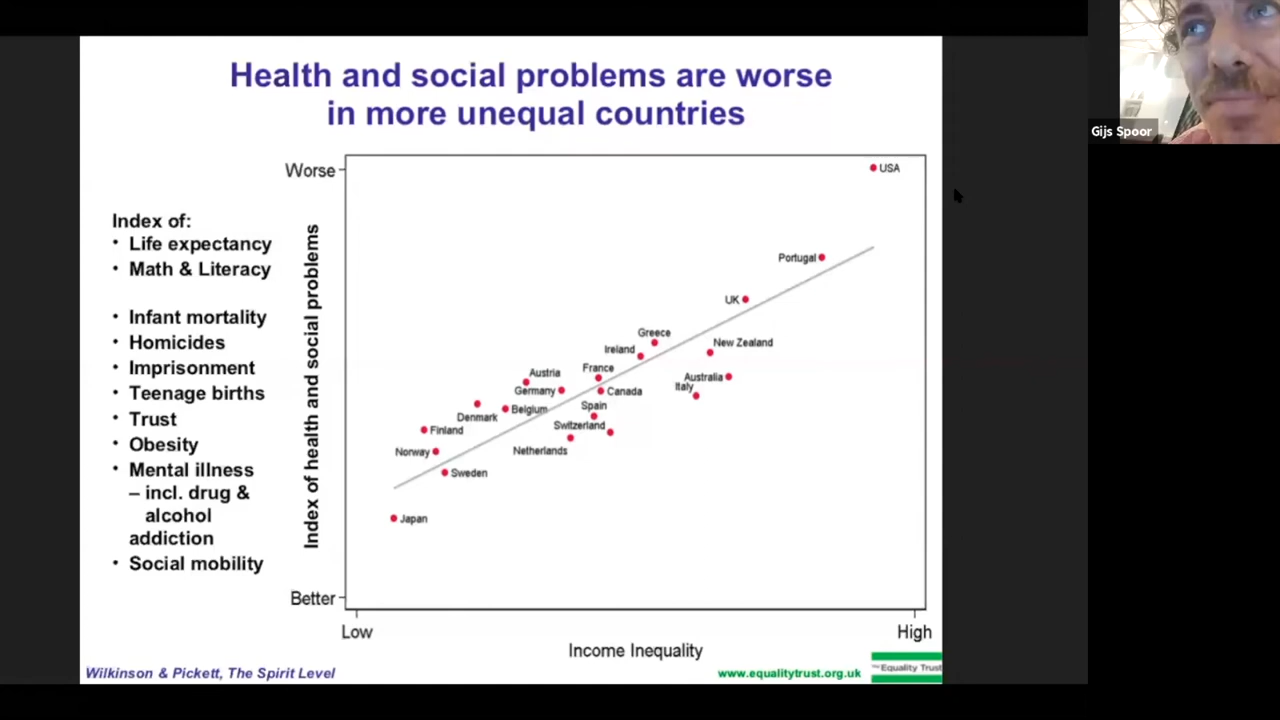 Health and social problems are worse
in more unequal countries
Gijs Spoor
Index of:
• Life expectancy
• Math & Literacy
• Infant mortality
• Homicides
• Imprisonment
• Teenage births
• Trust
• Obesity
• Mental illness
– incl. drug &
alcohol
addiction
• Social mobility
Index of health and social problems
Worse
Better
USA
Portugal
UK
Greece
New Zealand
Ireland
France
Austria
Australia
Germany
Canada
Italy
Belgium
Spain
Denmark
Switzerland
Finland
Netherlands
Norway
Sweden
Japan
Low
High
Income Inequality
Wilkinson & Pickett, The Spirit Level
www.equalitytrust.org.uk
The Equality Trust